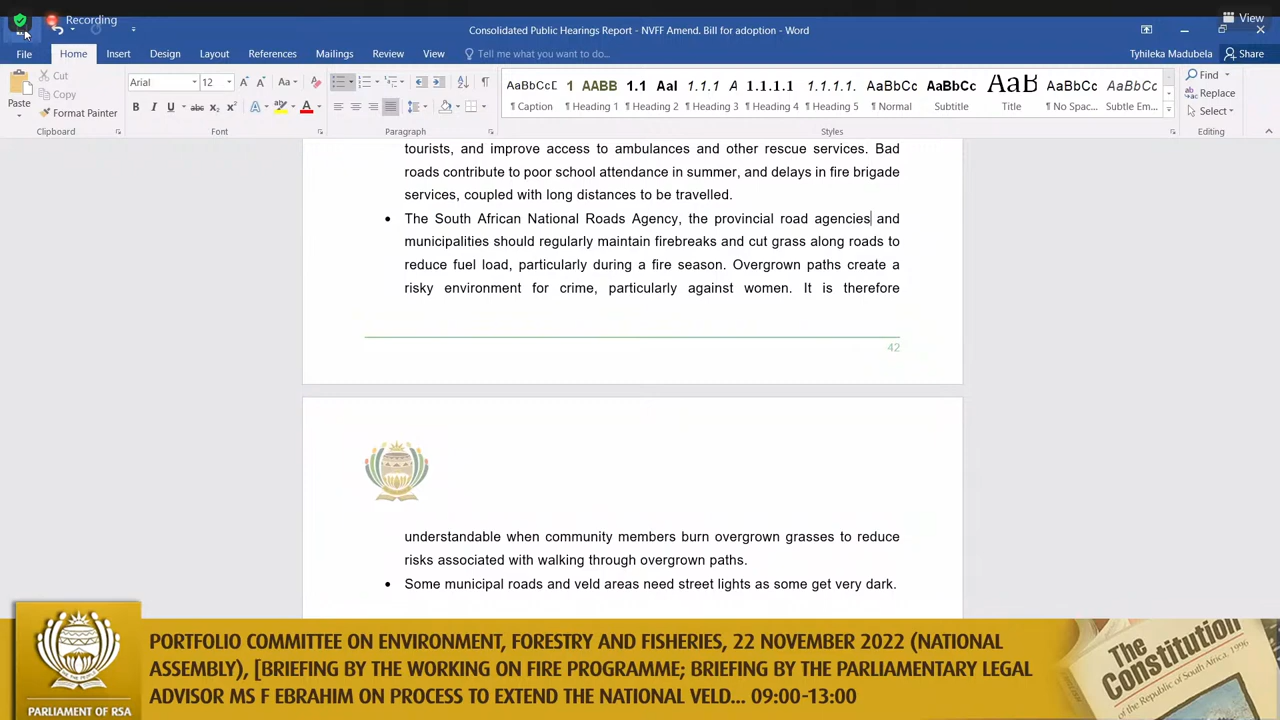 Recording
View
Consolidated Public Hearings Report - NVFF Amend. Bill for adoption - Word
File Home Insert Design Layout References Mailings Review View Tell me what you want to do... Tyhileka Madubela Share
Paste
Cut
Copy
Format Painter
Clipboard
Arial 12
Font
Paragraph
AaBbCcD 1 AABB 1.1 AaI 1.1.1 A 1.1.1.1 1.1.1.1. AaBbCc AaBbCc AaB AaBbCc AaBbCc
¶ Caption ¶ Heading 1 ¶ Heading 2 ¶ Heading 3 ¶ Heading 4 ¶ Heading 5 ¶ Normal Subtitle Title ¶ No Spac... Subtle Em...
Styles
Find
Replace
Select
Editing
tourists, and improve access to ambulances and other rescue services. Bad
roads contribute to poor school attendance in summer, and delays in fire brigade
services, coupled with long distances to be travelled.
• The South African National Roads Agency, the provincial road agencies and
municipalities should regularly maintain firebreaks and cut grass along roads to
reduce fuel load, particularly during a fire season. Overgrown paths create a
risky environment for crime, particularly against women. It is therefore
42
understandable when community members burn overgrown grasses to reduce
risks associated with walking through overgrown paths.
• Some municipal roads and veld areas need street lights as some get very dark.
PORTFOLIO COMMITTEE ON ENVIRONMENT, FORESTRY AND FISHERIES, 22 NOVEMBER 2022 (NATIONAL
ASSEMBLY), [BRIEFING BY THE WORKING ON FIRE PROGRAMME; BRIEFING BY THE PARLIAMENTARY LEGAL
ADVISOR MS F EBRAHIM ON PROCESS TO EXTEND THE NATIONAL VELD... 09:00-13:00
PARLIAMENT OF RSA
The
Constitution
of the Republic of South Africa, 1996